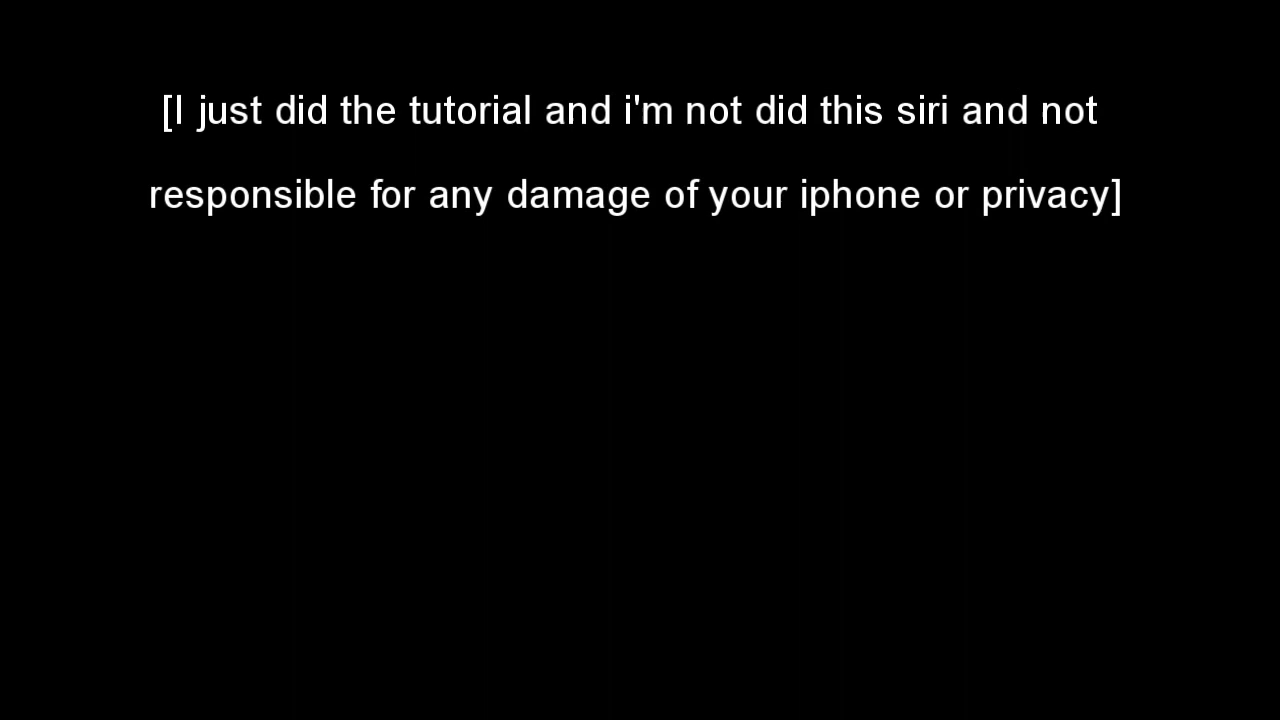 [I just did the tutorial and i'm not did this siri and not
responsible for any damage of your iphone or privacy]